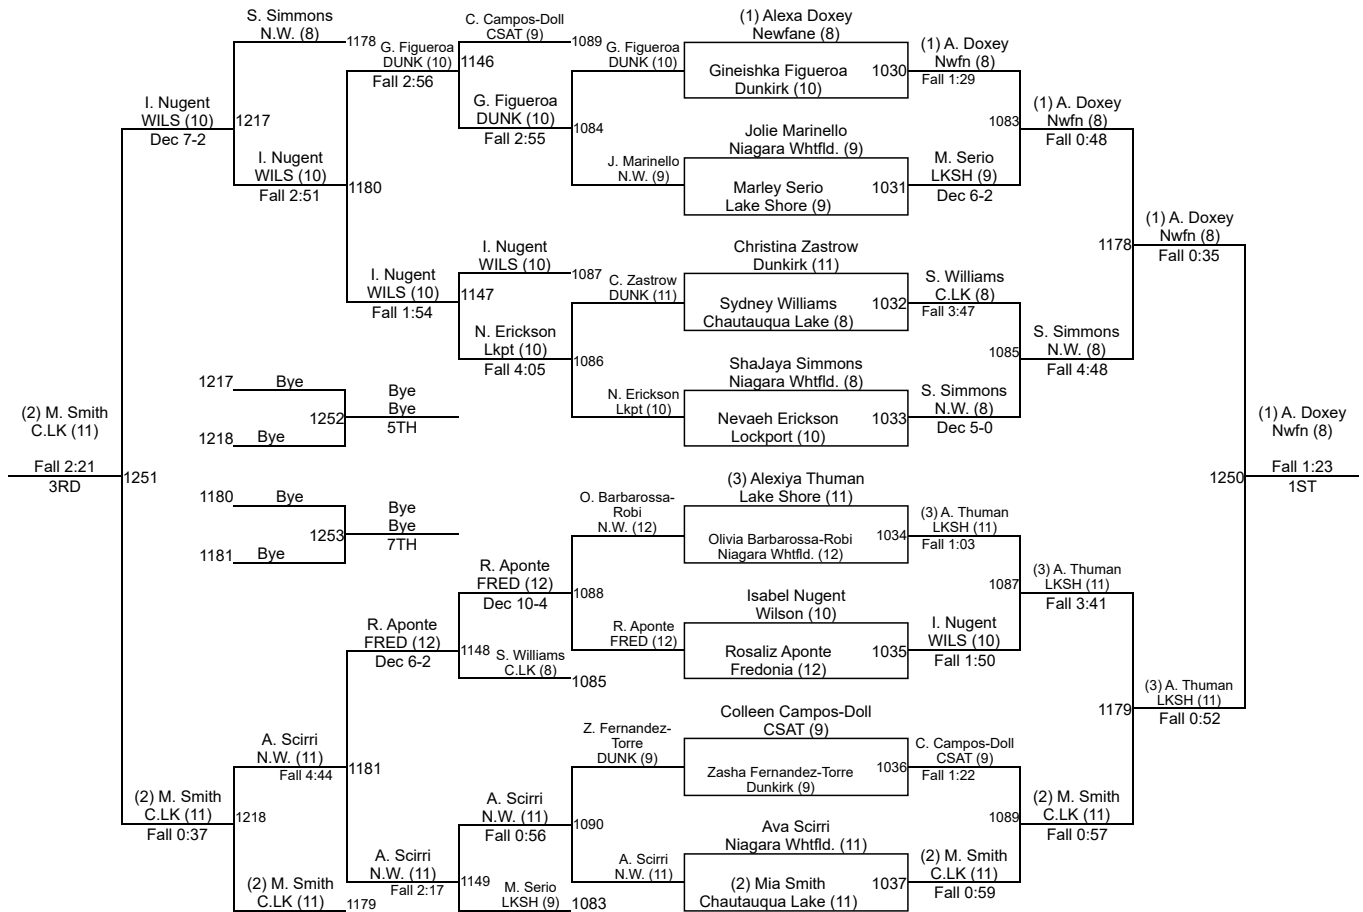 S. Simmons
N.W. (8)
1178
I. Nugent
WILS (10)
Dec 7-2
1217
I. Nugent
WILS (10)
Fall 2:51
1180
G. Figueroa
DUNK (10)
Fall 2:56
C. Campos-Doll
CSAT (9)
1089
1146
G. Figueroa
DUNK (10)
Fall 2:55
1084
G. Figueroa
DUNK (10)
J. Marinello
N.W. (9)
I. Nugent
WILS (10)
Fall 1:54
I. Nugent
WILS (10)
1087
1147
N. Erickson
Lkpt (10)
Fall 4:05
1086
C. Zastrow
DUNK (11)
N. Erickson
Lkpt (10)
(1) Alexa Doxey
Newfane (8)
Gineishka Figueroa
Dunkirk (10)
1030
Jolie Marinello
Niagara Whtfld. (9)
Marley Serio
Lake Shore (9)
1031
Christina Zastrow
Dunkirk (11)
Sydney Williams
Chautauqua Lake (8)
1032
ShaJaya Simmons
Niagara Whtfld. (8)
Nevaeh Erickson
Lockport (10)
1033
(1) A. Doxey
Nwfn (8)
Fall 1:29
1083
M. Serio
LKSH (9)
Dec 6-2
(1) A. Doxey
Nwfn (8)
Fall 0:48
S. Williams
C.LK (8)
Fall 3:47
1085
S. Simmons
N.W. (8)
Dec 5-0
S. Simmons
N.W. (8)
Fall 4:48
1178
(1) A. Doxey
Nwfn (8)
Fall 0:35
1217
Bye
1218
Bye
1252
Bye
Bye
5TH
(2) M. Smith
C.LK (11)
Fall 2:21
3RD
1251
1180
Bye
1181
Bye
1253
Bye
Bye
7TH
1250
(1) A. Doxey
Nwfn (8)
Fall 1:23
1ST
O. Barbarossa-
Robi
N.W. (12)
R. Aponte
FRED (12)
Dec 10-4
1088
R. Aponte
FRED (12)
R. Aponte
FRED (12)
Dec 6-2
1148
S. Williams
C.LK (8)
1085
A. Scirri
N.W. (11)
Fall 4:44
1181
(2) M. Smith
C.LK (11)
Fall 0:37
1218
(2) M. Smith
C.LK (11)
1179
A. Scirri
N.W. (11)
Fall 2:17
1149
A. Scirri
N.W. (11)
Fall 0:56
1090
M. Serio
LKSH (9)
1083
Z. Fernandez-
Torre
DUNK (9)
A. Scirri
N.W. (11)
(3) Alexiya Thuman
Lake Shore (11)
Olivia Barbarossa-Robi
Niagara Whtfld. (12)
1034
Isabel Nugent
Wilson (10)
Rosaliz Aponte
Fredonia (12)
1035
Colleen Campos-Doll
CSAT (9)
Zasha Fernandez-Torre
Dunkirk (9)
1036
Ava Scirri
Niagara Whtfld. (11)
(2) Mia Smith
Chautauqua Lake (11)
1037
(3) A. Thuman
LKSH (11)
Fall 1:03
1087
I. Nugent
WILS (10)
Fall 1:50
(3) A. Thuman
LKSH (11)
Fall 3:41
C. Campos-Doll
CSAT (9)
Fall 1:22
1089
(2) M. Smith
C.LK (11)
Fall 0:59
(2) M. Smith
C.LK (11)
Fall 0:57
1179
(3) A. Thuman
LKSH (11)
Fall 0:52